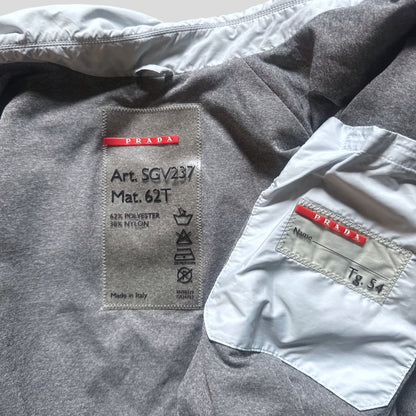 PRADA
Art. SGV237
Mat. 62T
62% POLYESTER
38% NYLON
Made in Italy
PRADA
Name
Tg. 54